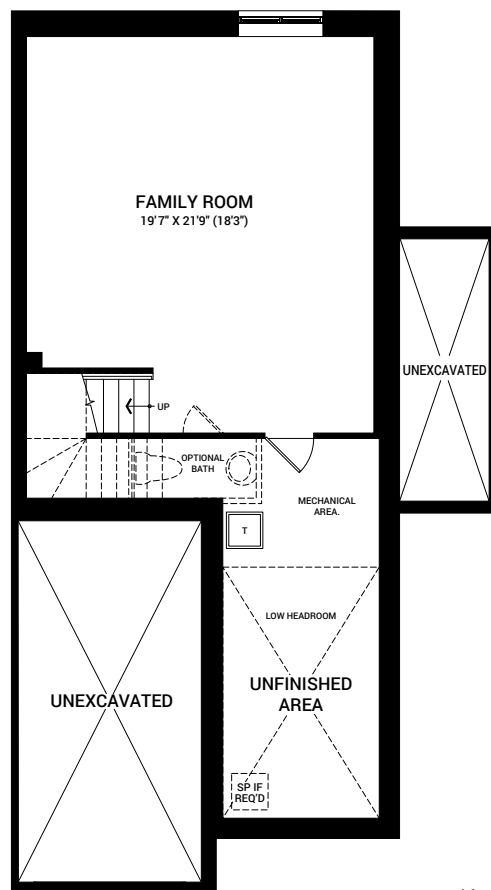 FAMILY ROOM
19'7" X 21'9" (18'3")
UNEXCAVATED
UP
OPTIONAL
BATH
MECHANICAL
AREA.
T
LOW HEADROOM
UNFINISHED
AREA
UNEXCAVATED
SP IF
REQ'D